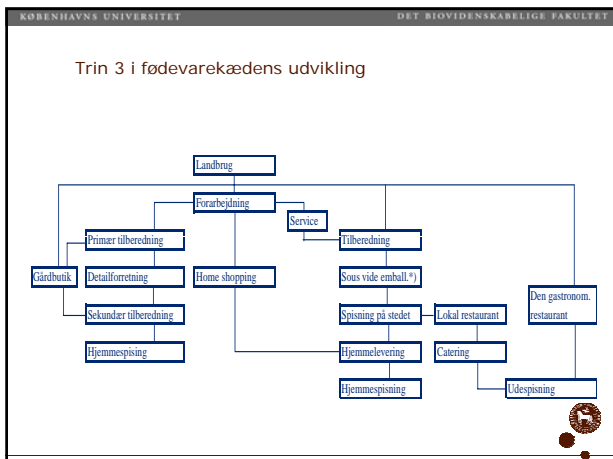 KØBENHAVNS UNIVERSITET
DET BIOVIDENSKABELIGE FAKULTET
Trin 3 i fødevarekædens udvikling
Landbrug
Forarbejdning
Service
Primær tilberedning
Tilberedning
Gårdbutik
Detailforretning
Home shopping
Sous vide emball.*)
Den gastronom.
restaurant
Sekundær tilberedning
Spisning på stedet
Lokal restaurant
Hjemmespising
Hjemmelevering
Catering
Hjemmespisning
Udespisning